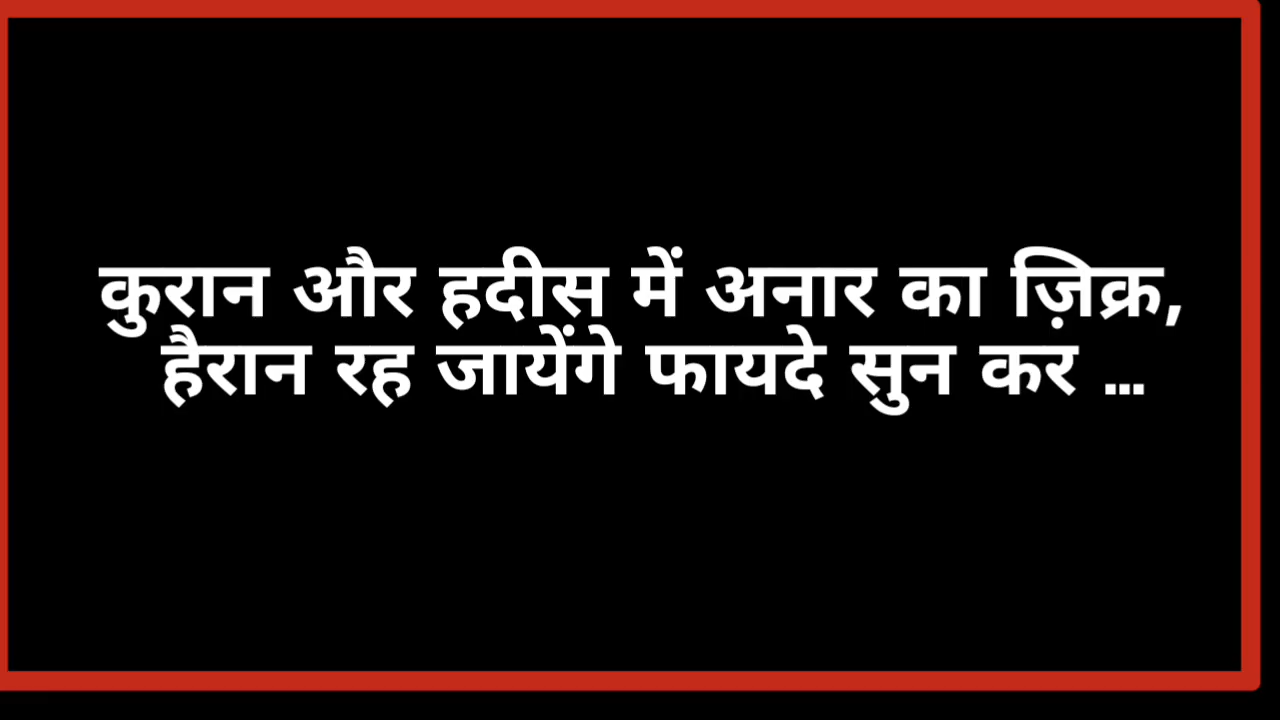 कुरान और हदीस में अनार का ज़िक्र,
हैरान रह जायेंगे फायदे सुन कर ...